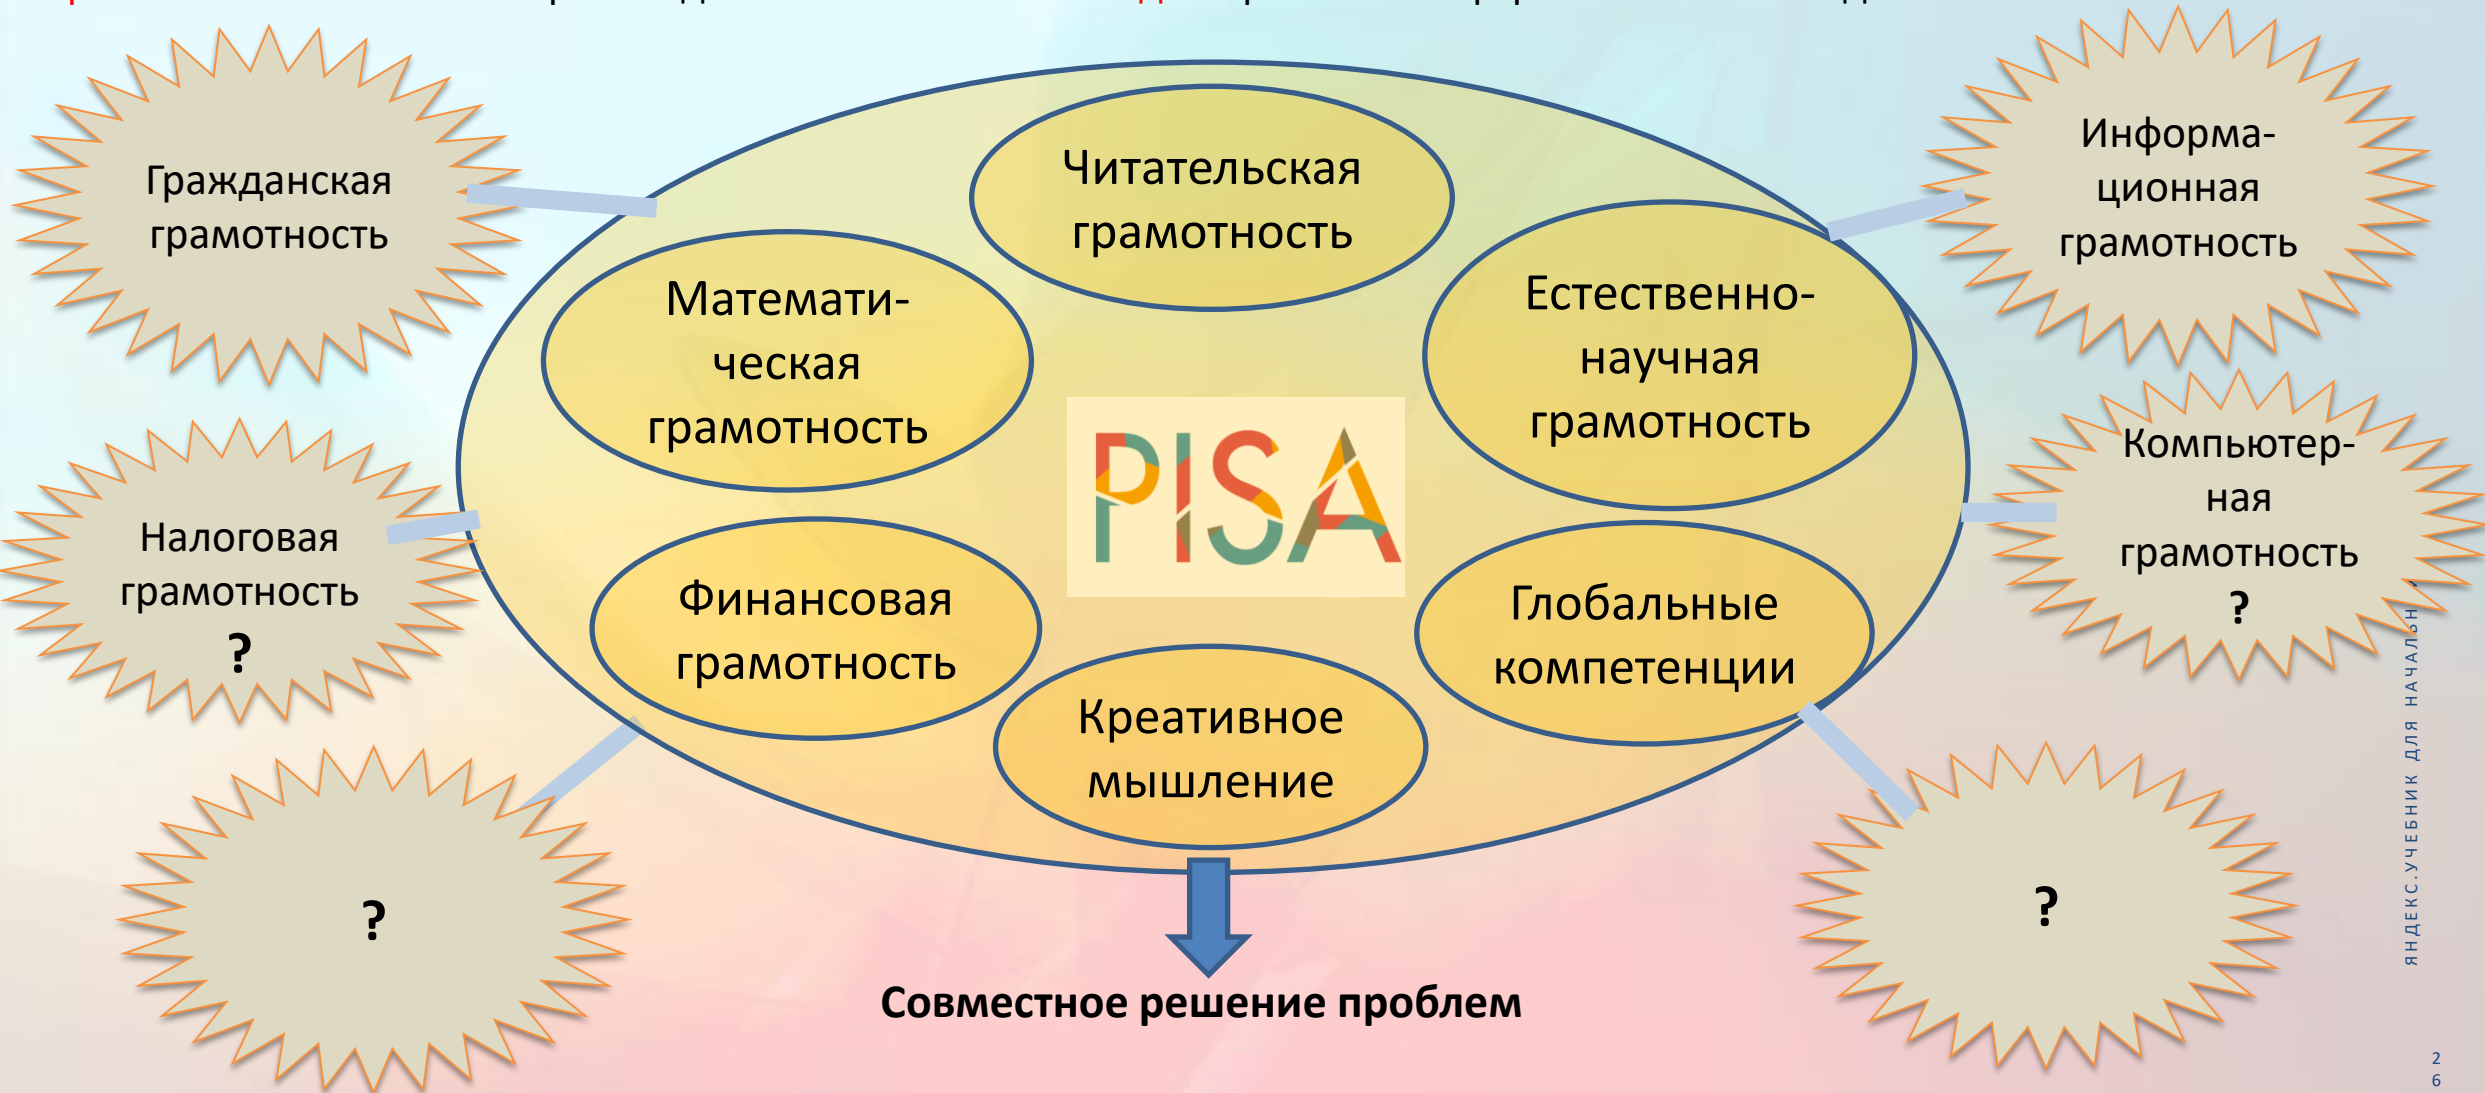 Гражданская
грамотность
Читательская
грамотность
Информа-
ционная
грамотность
Математи-
ческая
грамотность
Естественно-
научная
грамотность
PISA
Налоговая
грамотность
?
Компьютер-
ная
грамотность
?
Финансовая
грамотность
Глобальные
компетенции
Креативное
мышление
?
?
Совместное решение проблем
ЯНДЕКС.УЧЕБНИК ДЛЯ
2
6